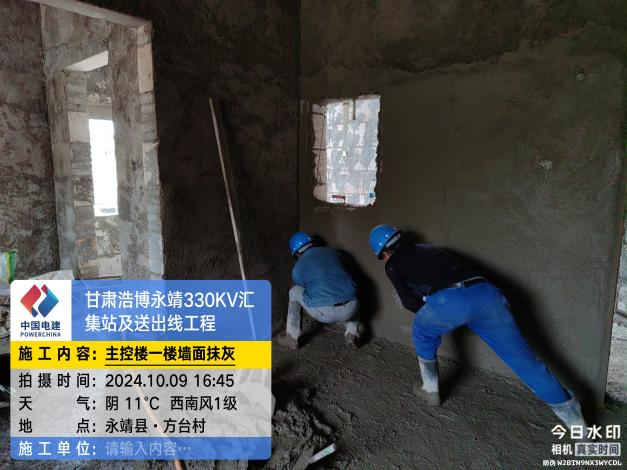 甘肃浩博永靖330KV汇
集站及送出线工程
中国电建
POWERCHINA
施工内容：主控楼一楼墙面抹灰
拍摄时间：2024.10.09 16:45
天气：阴 11°C 西南风1级
地点：永靖县·方台村
施工单位：请输入内容…
今日水印
相机 真实时间
防伪 W2BTN9NX3WYCDL